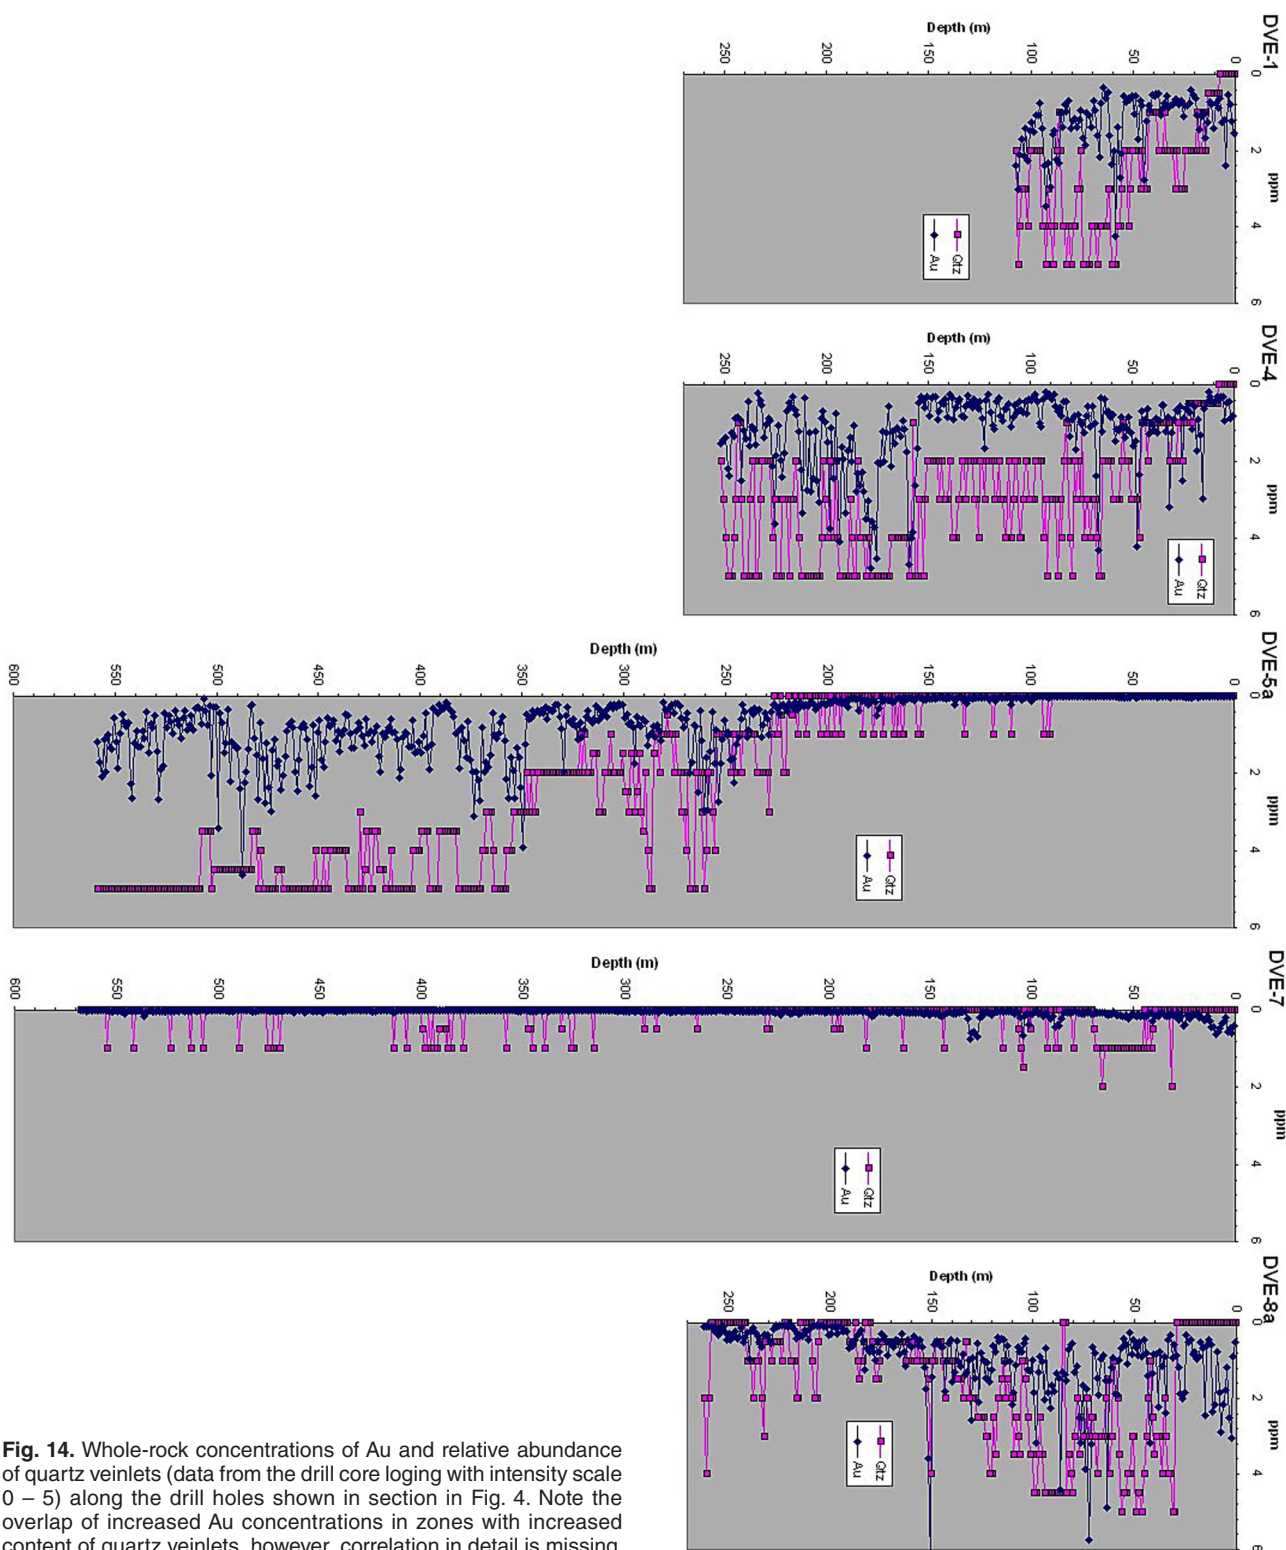 DVE-1
Depth (m)
250
200
150
100
50
0
0
2
4
6
ppm
Qtz
Au
DVE-4
Depth (m)
250
200
150
100
50
0
0
2
4
6
ppm
Qtz
Au
DVE-5a
Depth (m)
600
550
500
450
400
350
300
250
200
150
100
50
0
0
2
4
6
ppm
Qtz
Au
DVE-7
Depth (m)
600
550
500
450
400
350
300
250
200
150
100
50
0
0
2
4
6
ppm
Qtz
Au
DVE-8a
Depth (m)
250
200
150
100
50
0
0
2
4
6
ppm
Qtz
Au
Fig. 14. Whole-rock concentrations of Au and relative abundance
of quartz veinlets (data from the drill core loging with intensity scale
0 – 5) along the drill holes shown in section in Fig. 4. Note the
overlap of increased Au concentrations in zones with increased
content of quartz veinlets, however, correlation in detail is missing.